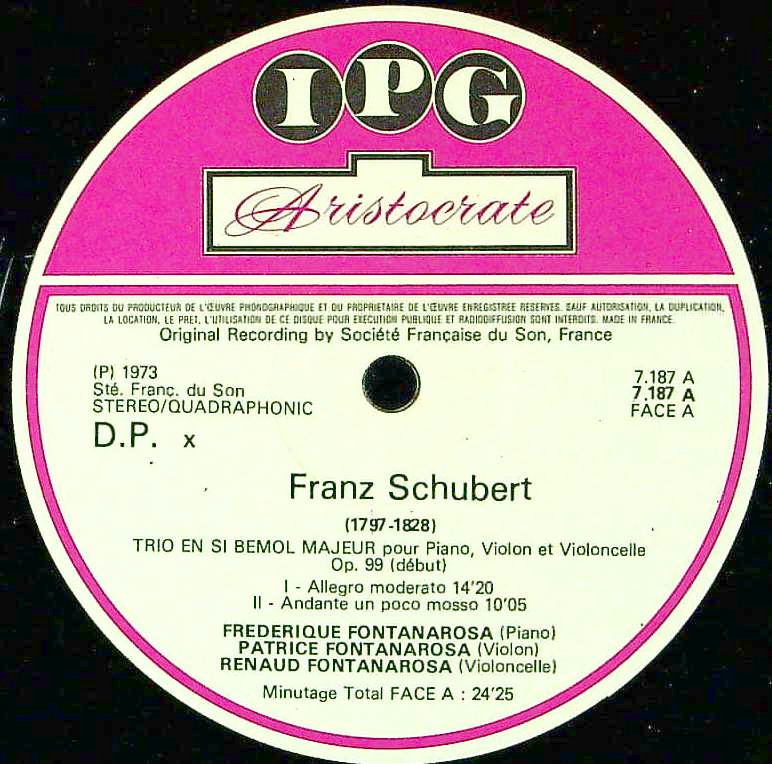 IPG
Aristocrate
TOUS DROITS DU PRODUCTEUR DE L'ŒUVRE PHONOGRAPHIQUE ET DU PROPRIETAIRE DE L'ŒUVRE ENREGISTREE RESERVES. SAUF AUTORISATION, LA DUPLICATION,
LA LOCATION, LE PRET, L'UTILISATION DE CE DISQUE POUR EXECUTION PUBLIQUE ET RADIODIFFUSION SONT INTERDITS. MADE IN FRANCE.
Original Recording by Société Française du Son, France
(P) 1973
Sté. Franç. du Son
STEREO/QUADRAPHONIC
D.P. x
7.187 A
7.187 A
FACE A
Franz Schubert
(1797-1828)
TRIO EN SI BEMOL MAJEUR pour Piano, Violon et Violoncelle
Op. 99 (début)
I - Allegro moderato 14'20
II - Andante un poco mosso 10'05
FREDERIQUE FONTANAROSA (Piano)
PATRICE FONTANAROSA (Violon)
RENAUD FONTANAROSA (Violoncelle)
Minutage Total FACE A : 24'25